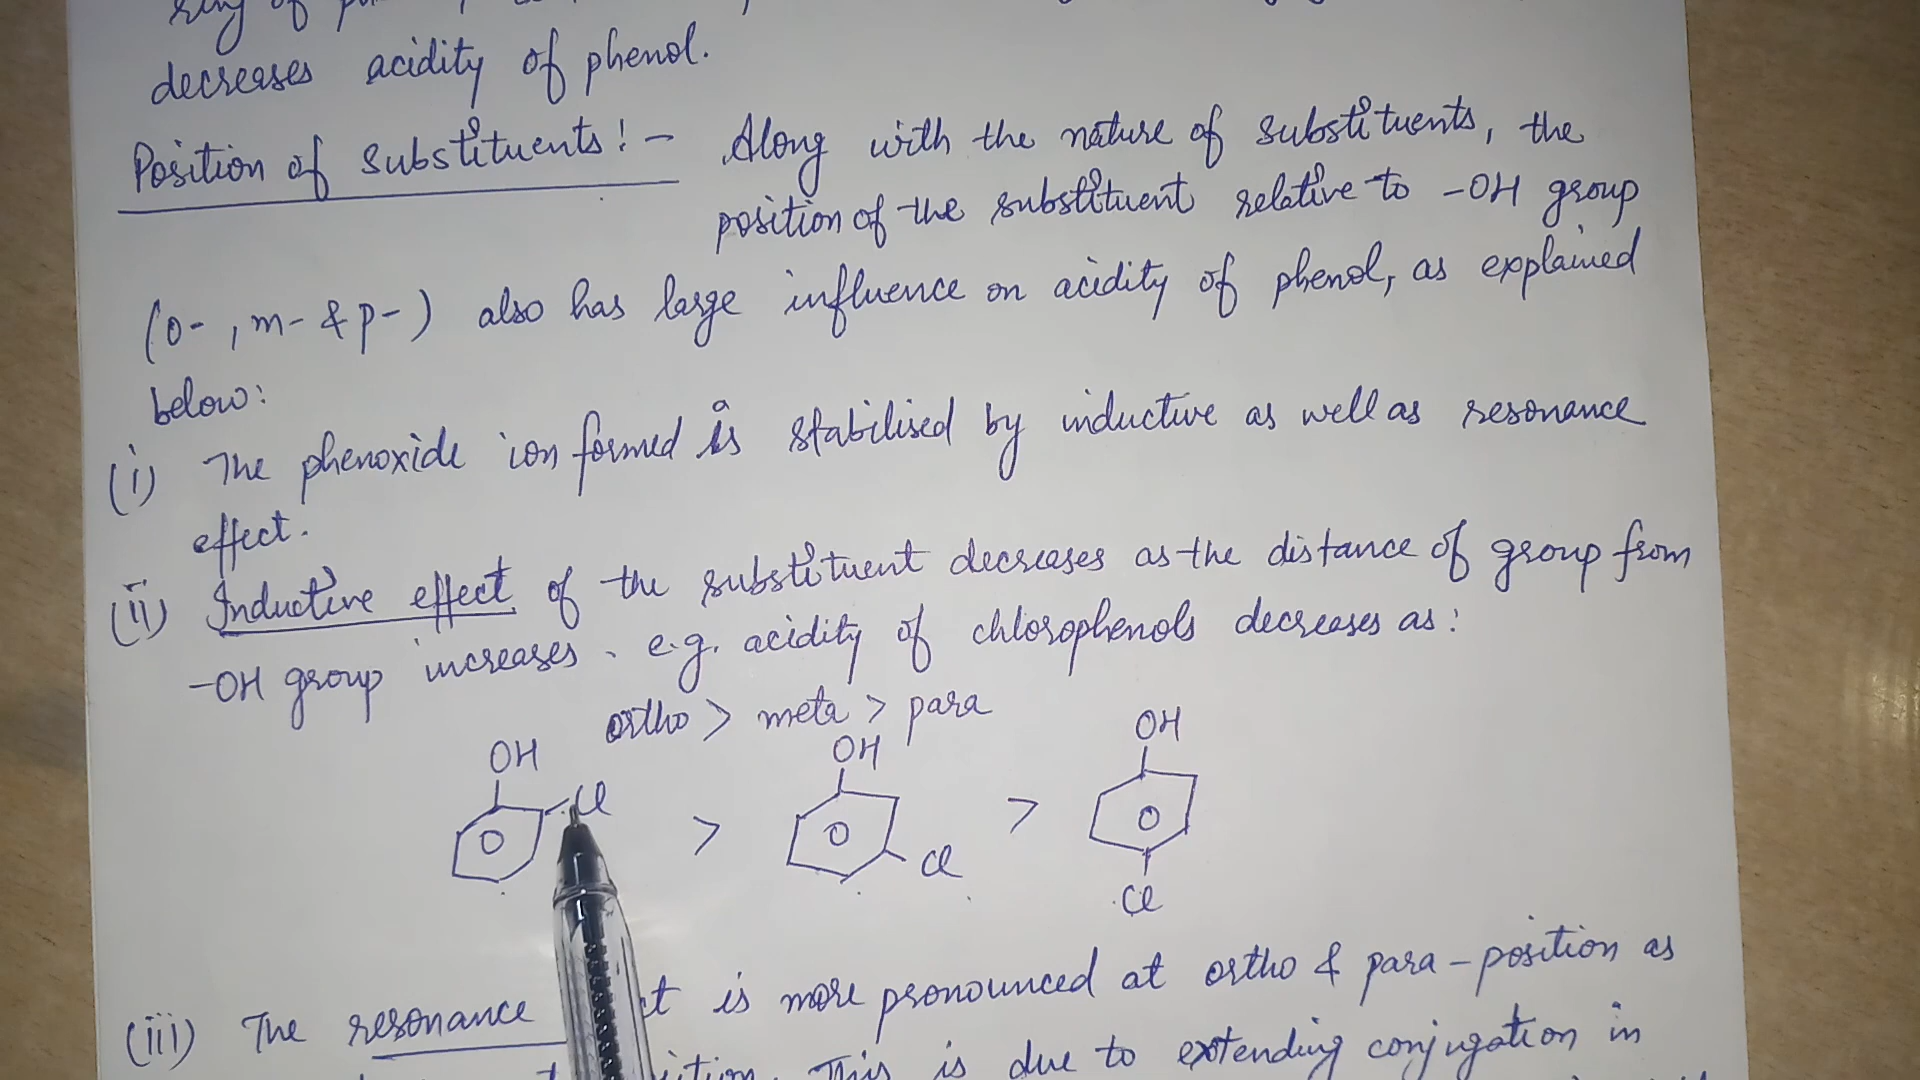 ring of
decreases acidity of phenol.
Position of substituents! - Along with the nature of substituents, the
position of the substituent relative to -OH group
(o-, m- & p-) also has large influence on acidity of phenol, as explained
below:
(i) The phenoxide ion formed is stabilised by inductive as well as resonance
effect.
(ii) Inductive effect of the substituent decreases as the distance of group from
-OH group increases. e.g. acidity of chlorophenols decreases as:
ortho > meta > para
OH OH OH
Cl > Cl > Cl
(iii) The resonance is more pronounced at ortho & para-position as
This is due to extending conjugation in